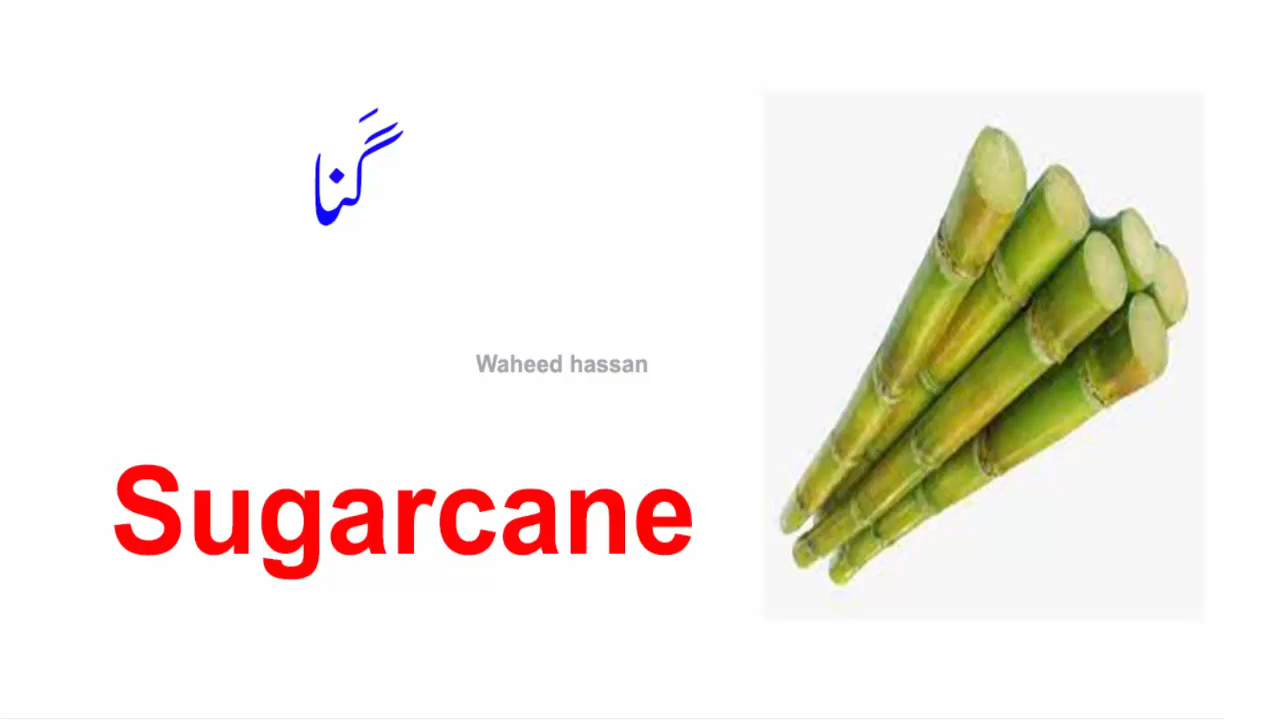 گَنا
Waheed hassan
Sugarcane